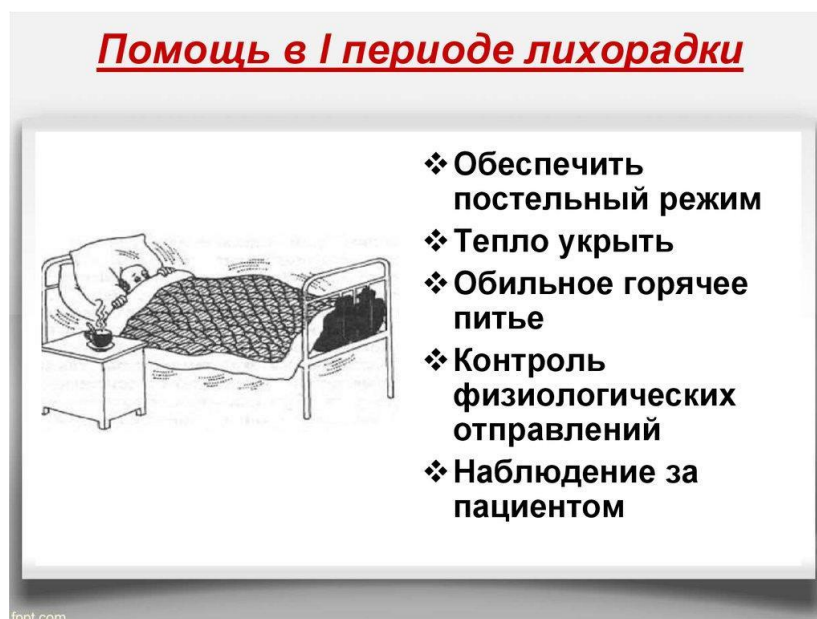 Помощь в I периоде лихорадки
❖ Обеспечить
постельный режим
❖ Тепло укрыть
❖ Обильное горячее
питье
❖ Контроль
физиологических
отправлений
❖ Наблюдение за
пациентом
fppt.com